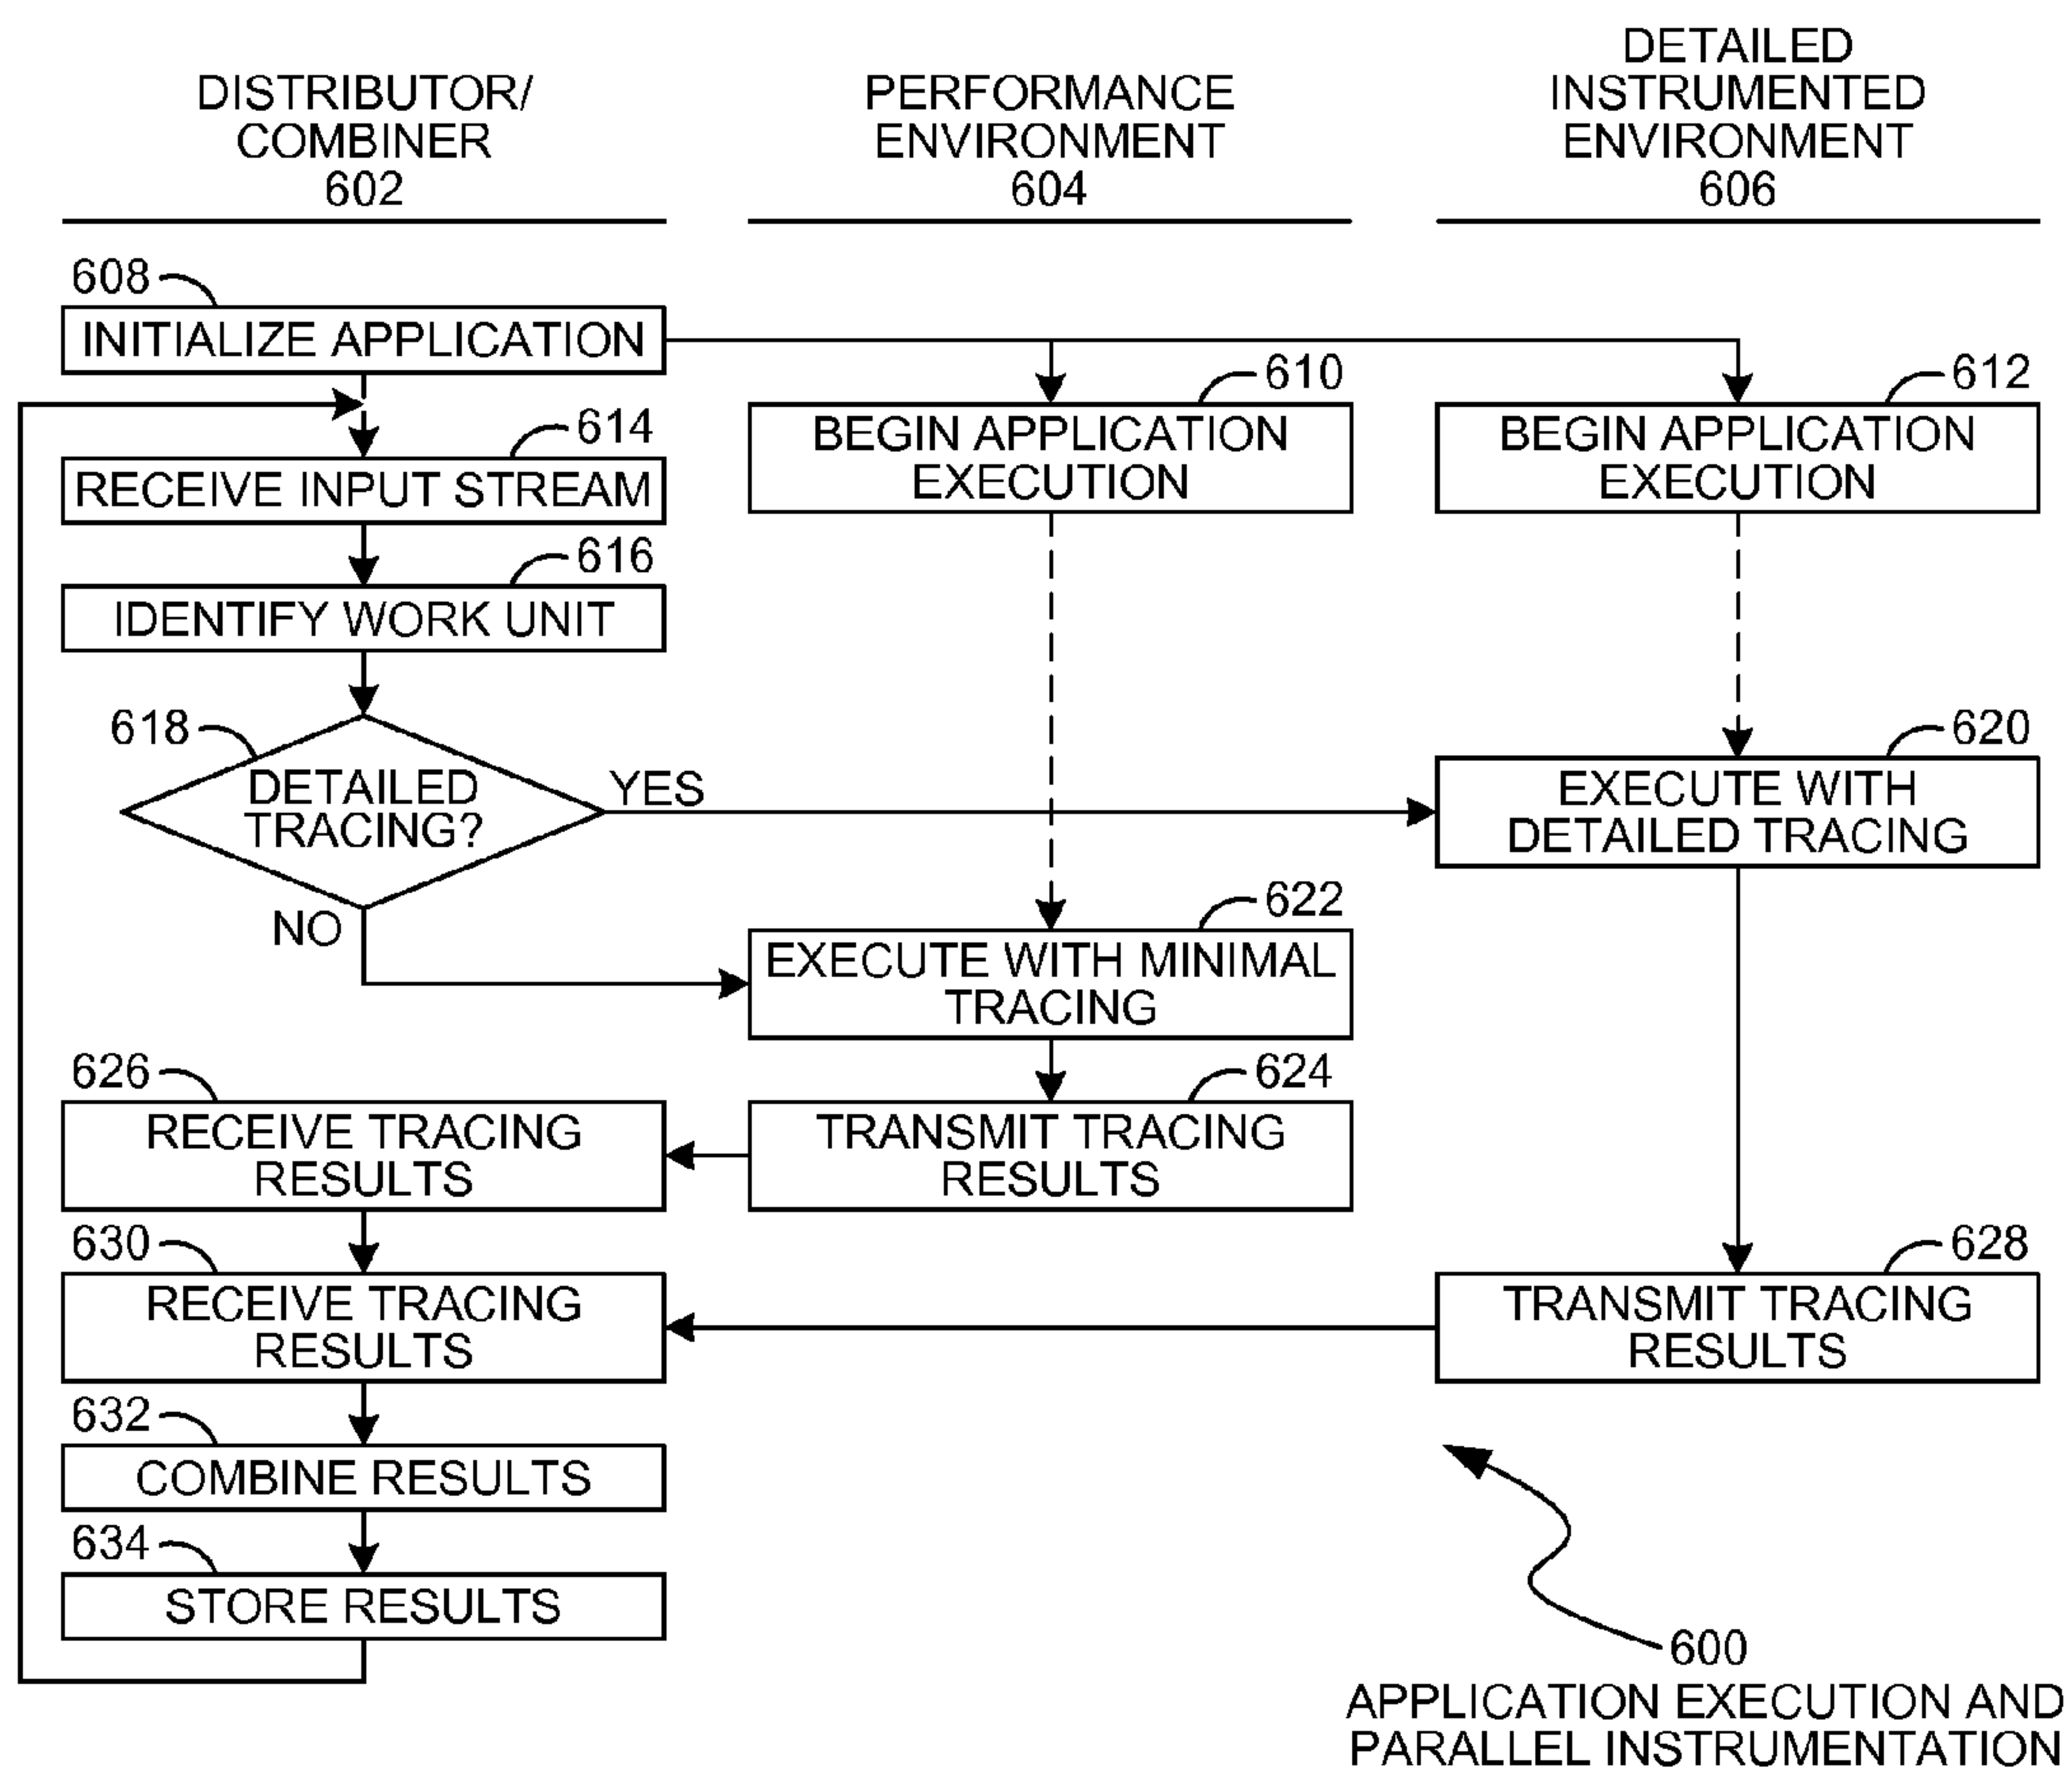 DISTRIBUTOR/
COMBINER
602
PERFORMANCE
ENVIRONMENT
604
DETAILED
INSTRUMENTED
ENVIRONMENT
606
608
INITIALIZE APPLICATION
610
BEGIN APPLICATION
EXECUTION
612
BEGIN APPLICATION
EXECUTION
614
RECEIVE INPUT STREAM
616
IDENTIFY WORK UNIT
618
DETAILED
TRACING?
YES
NO
620
EXECUTE WITH
DETAILED TRACING
622
EXECUTE WITH MINIMAL
TRACING
624
TRANSMIT TRACING
RESULTS
626
RECEIVE TRACING
RESULTS
628
TRANSMIT TRACING
RESULTS
630
RECEIVE TRACING
RESULTS
632
COMBINE RESULTS
634
STORE RESULTS
600
APPLICATION EXECUTION AND
PARALLEL INSTRUMENTATION